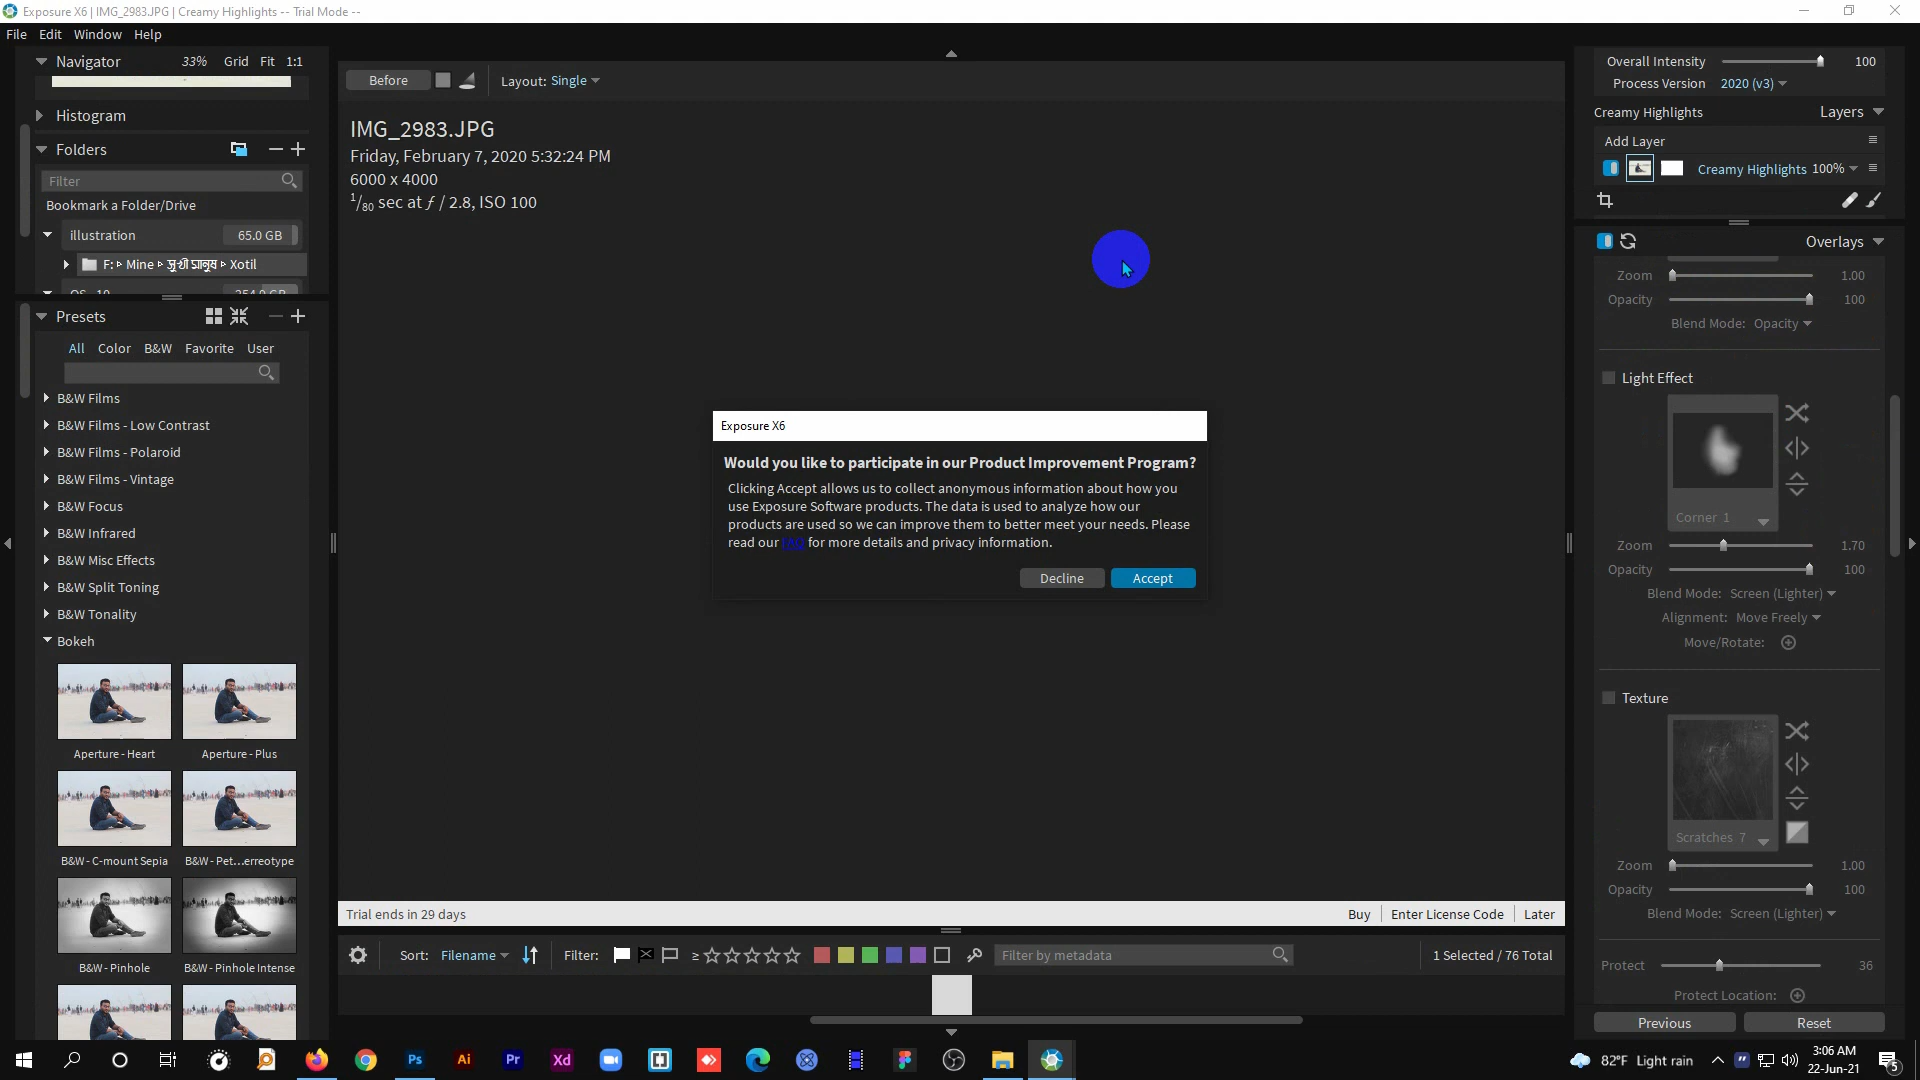 Exposure X6 | IMG_2983.JPG | Creamy Highlights -- Trial Mode --
File Edit Window Help
Navigator 33% Grid Fit 1:1
Histogram
Folders
Filter
Bookmark a Folder/Drive
illustration 65.0 GB
F: Mine সুখী মানুষ Xotil
Presets
All Color B&W Favorite User
B&W Films
B&W Films - Low Contrast
B&W Films - Polaroid
B&W Films - Vintage
B&W Focus
B&W Infrared
B&W Misc Effects
B&W Split Toning
B&W Tonality
Bokeh
Aperture - Heart Aperture - Plus
B&W - C-mount Sepia B&W - Pet...erreotype
B&W - Pinhole B&W - Pinhole Intense
Before Layout: Single
IMG_2983.JPG
Friday, February 7, 2020 5:32:24 PM
6000 x 4000
1/80 sec at ƒ / 2.8, ISO 100
Exposure X6
Would you like to participate in our Product Improvement Program?
Clicking Accept allows us to collect anonymous information about how you
use Exposure Software products. The data is used to analyze how our
products are used so we can improve them to better meet your needs. Please
read our FAQ for more details and privacy information.
Decline Accept
Trial ends in 29 days Buy Enter License Code Later
Sort: Filename Filter: ≥ Filter by metadata 1 Selected / 76 Total
Overall Intensity 100
Process Version 2020 (v3)
Creamy Highlights Layers
Add Layer
Creamy Highlights 100%
Overlays
Zoom 1.00
Opacity 100
Blend Mode: Opacity
Light Effect
Corner 1
Zoom 1.70
Opacity 100
Blend Mode: Screen (Lighter)
Alignment: Move Freely
Move/Rotate:
Texture
Scratches 7
Zoom 1.00
Opacity 100
Blend Mode: Screen (Lighter)
Protect 36
Protect Location:
Previous Reset
Ps Ai Pr Xd
82°F Light rain
3:06 AM
22-Jun-21
5